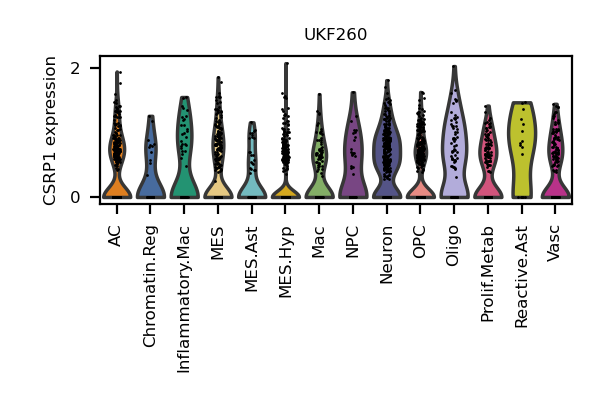 UKF260
CSRP1 expression
2
0
AC
Chromatin.Reg
Inflammatory.Mac
MES
MES.Ast
MES.Hyp
Mac
NPC
Neuron
OPC
Oligo
Prolif.Metab
Reactive.Ast
Vasc